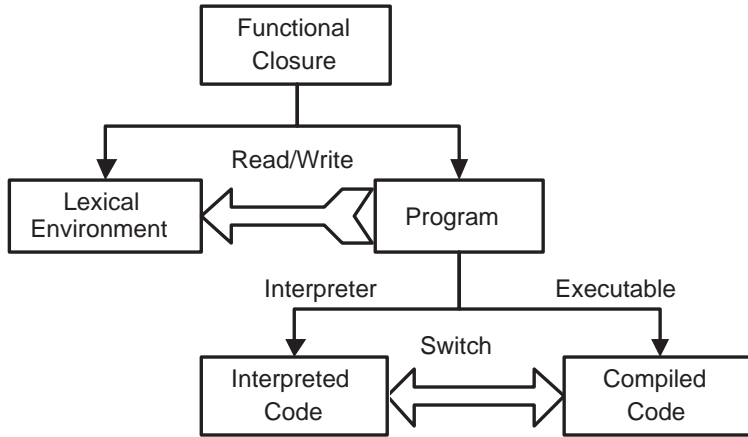 Functional
Closure
Read/Write
Lexical
Environment
Program
Interpreter
Executable
Switch
Interpreted
Code
Compiled
Code